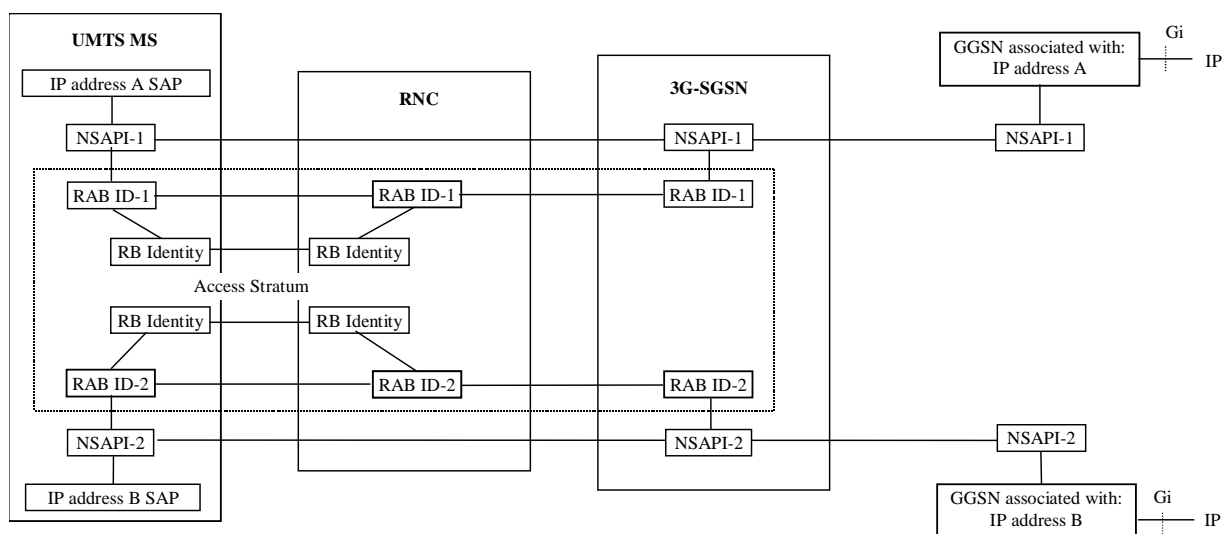 UMTS MS
IP address A SAP
NSAPI-1
RAB ID-1
RB Identity
Access Stratum
RB Identity
RAB ID-2
NSAPI-2
IP address B SAP
RNC
RAB ID-1
RB Identity
RB Identity
RAB ID-2
3G-SGSN
NSAPI-1
RAB ID-1
RAB ID-2
NSAPI-2
GGSN associated with:
IP address A
Gi
IP
NSAPI-1
NSAPI-2
GGSN associated with:
IP address B
Gi
IP